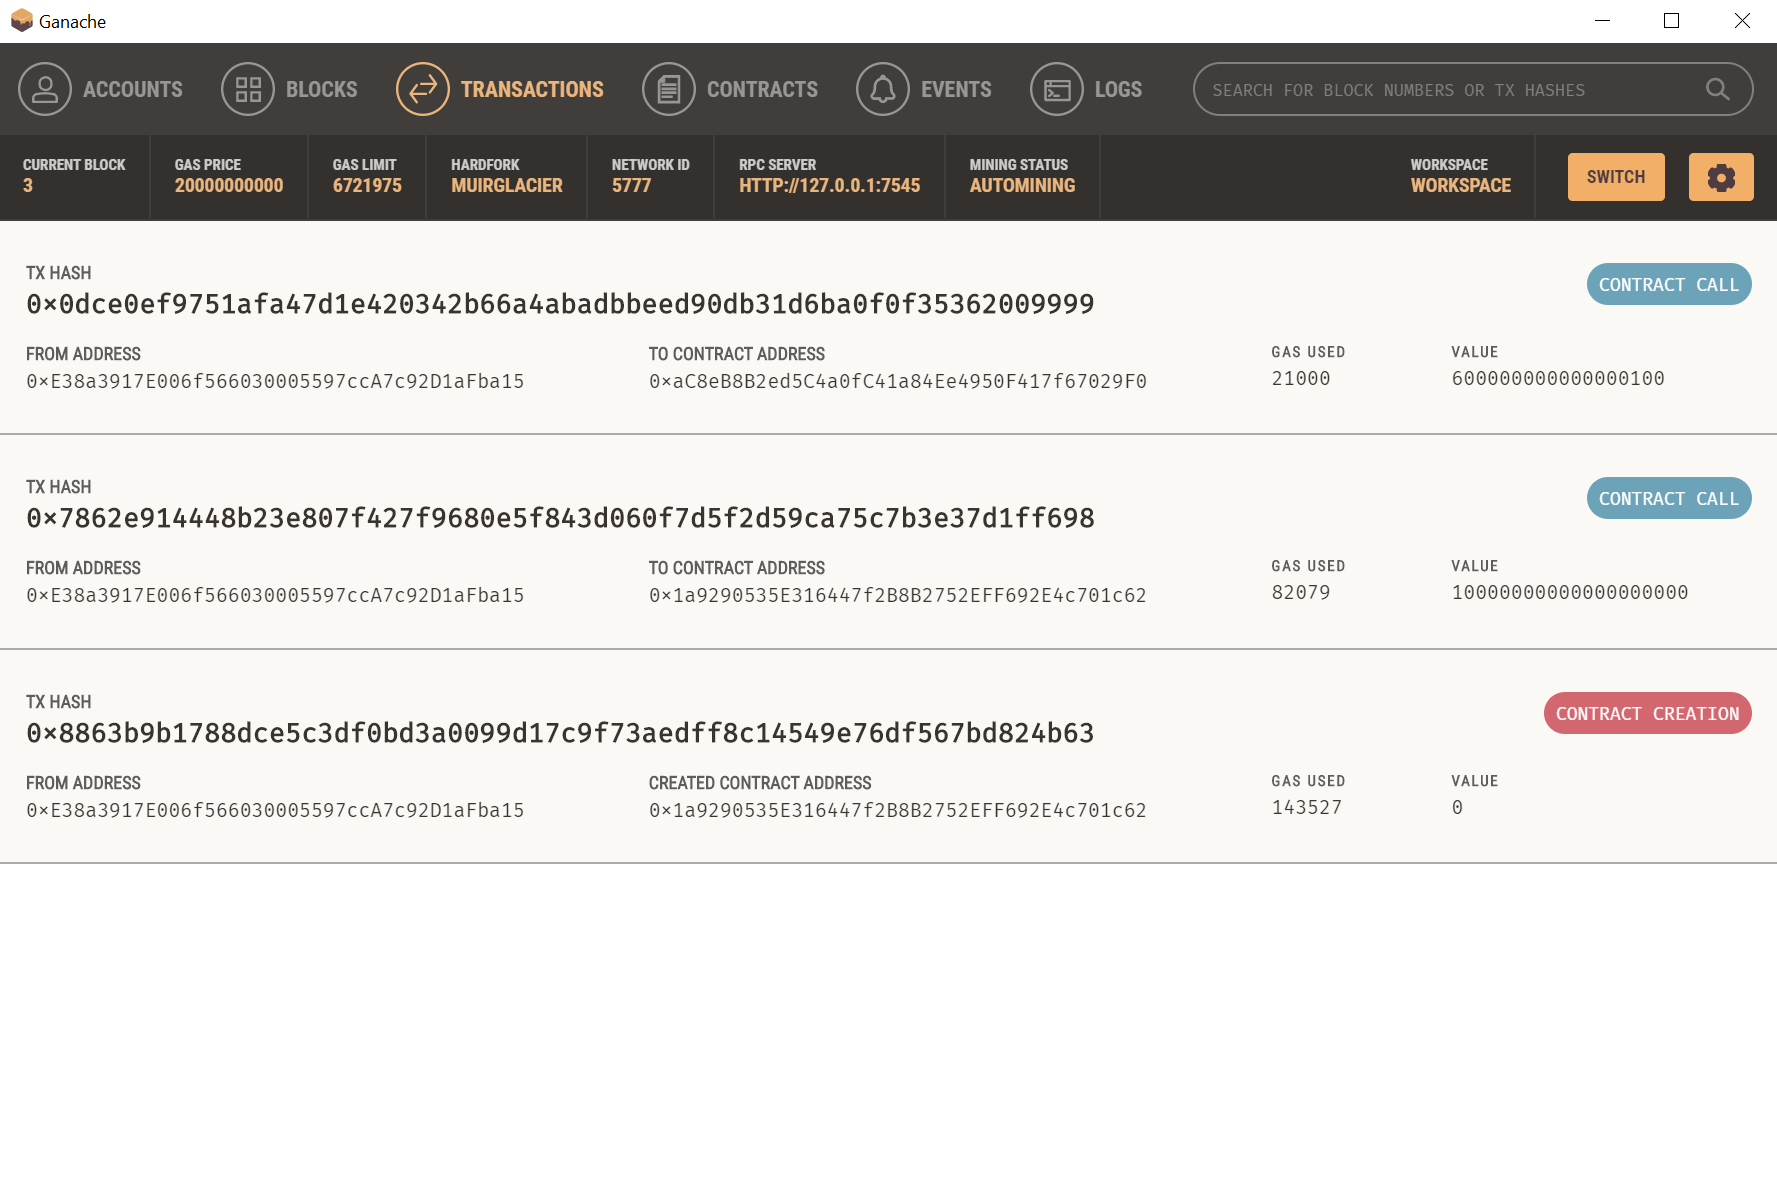 Ganache
ACCOUNTS BLOCKS TRANSACTIONS CONTRACTS EVENTS LOGS SEARCH FOR BLOCK NUMBERS OR TX HASHES
CURRENT BLOCK GAS PRICE GAS LIMIT HARDFORK NETWORK ID RPC SERVER MINING STATUS WORKSPACE
3 20000000000 6721975 MUIRGLACIER 5777 HTTP://127.0.0.1:7545 AUTOMINING WORKSPACE SWITCH
TX HASH
0×0dce0ef9751afa47d1e420342b66a4abadbbeed90db31d6ba0f0f35362009999 CONTRACT CALL
FROM ADDRESS TO CONTRACT ADDRESS GAS USED VALUE
0×E38a3917E006f566030005597ccA7c92D1aFba15 0×aC8eB8B2ed5C4a0fC41a84Ee4950F417f67029F0 21000 600000000000000100
TX HASH
0×7862e914448b23e807f427f9680e5f843d060f7d5f2d59ca75c7b3e37d1ff698 CONTRACT CALL
FROM ADDRESS TO CONTRACT ADDRESS GAS USED VALUE
0×E38a3917E006f566030005597ccA7c92D1aFba15 0×1a9290535E316447f2B8B2752EFF692E4c701c62 82079 10000000000000000000
TX HASH
0×8863b9b1788dce5c3df0bd3a0099d17c9f73aedff8c14549e76df567bd824b63 CONTRACT CREATION
FROM ADDRESS CREATED CONTRACT ADDRESS GAS USED VALUE
0×E38a3917E006f566030005597ccA7c92D1aFba15 0×1a9290535E316447f2B8B2752EFF692E4c701c62 143527 0